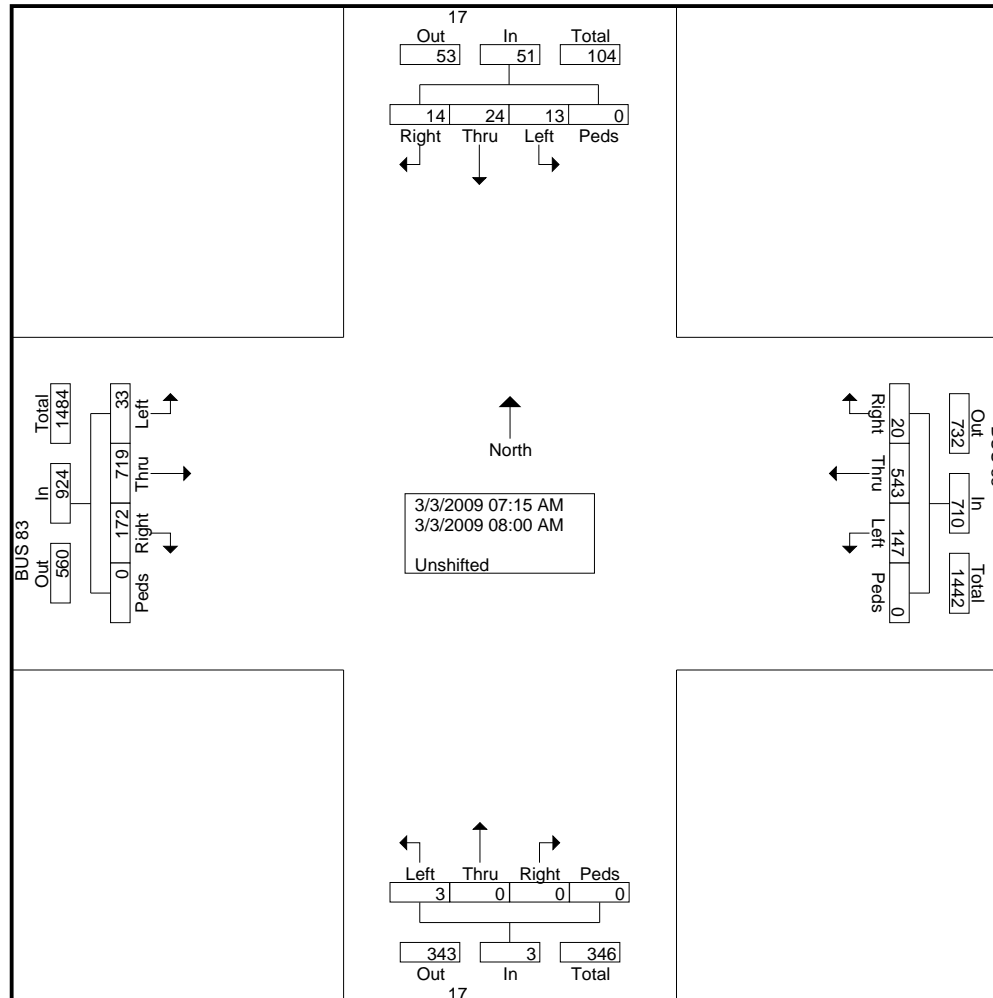 17
Out In Total
53 51 104
14 24 13 0
Right Thru Left Peds
Total 1484
In 924
BUS 83
Out 560
33 719 172 0
Left Thru Right Peds
North
3/3/2009 07:15 AM
3/3/2009 08:00 AM
Unshifted
Right Thru Left Peds
20 543 147 0
Out 732
In 710
Total 1442
Left Thru Right Peds
3 0 0 0
343 3 346
Out In Total
17